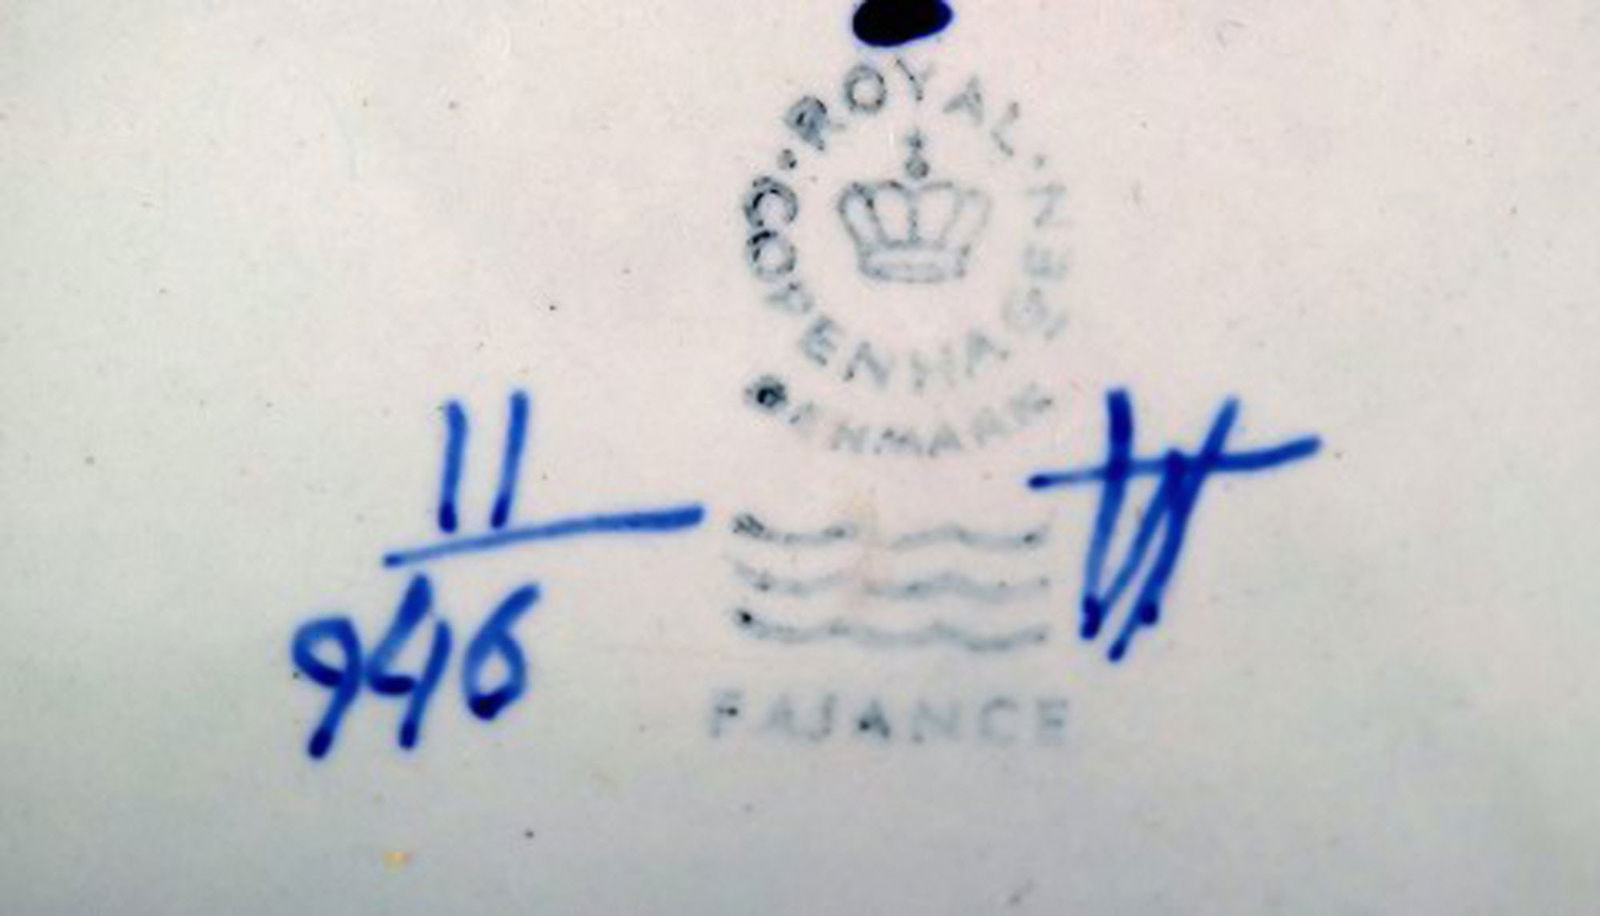 ROYAL
COPENHAGEN
DENMARK
11
946
FAJANCE